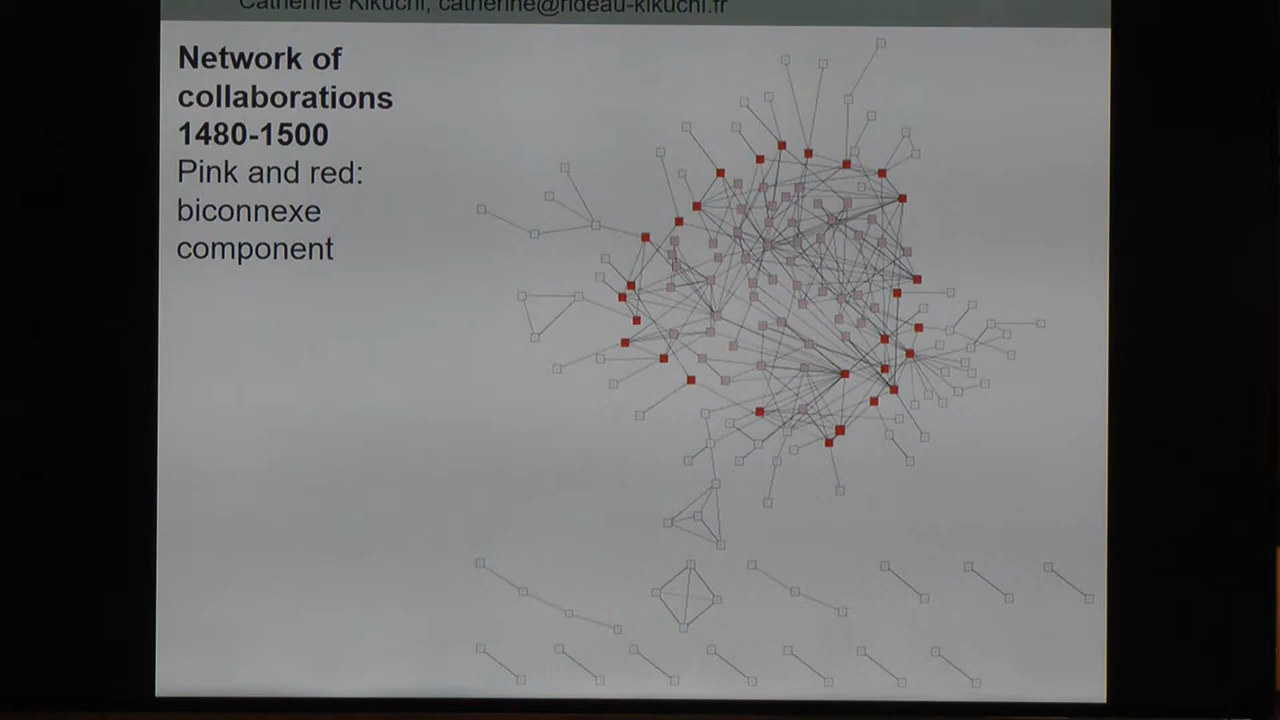 Catherine Kikuchi, catherine@rideau-kikuchi.fr
Network of
collaborations
1480-1500
Pink and red:
biconnexe
component